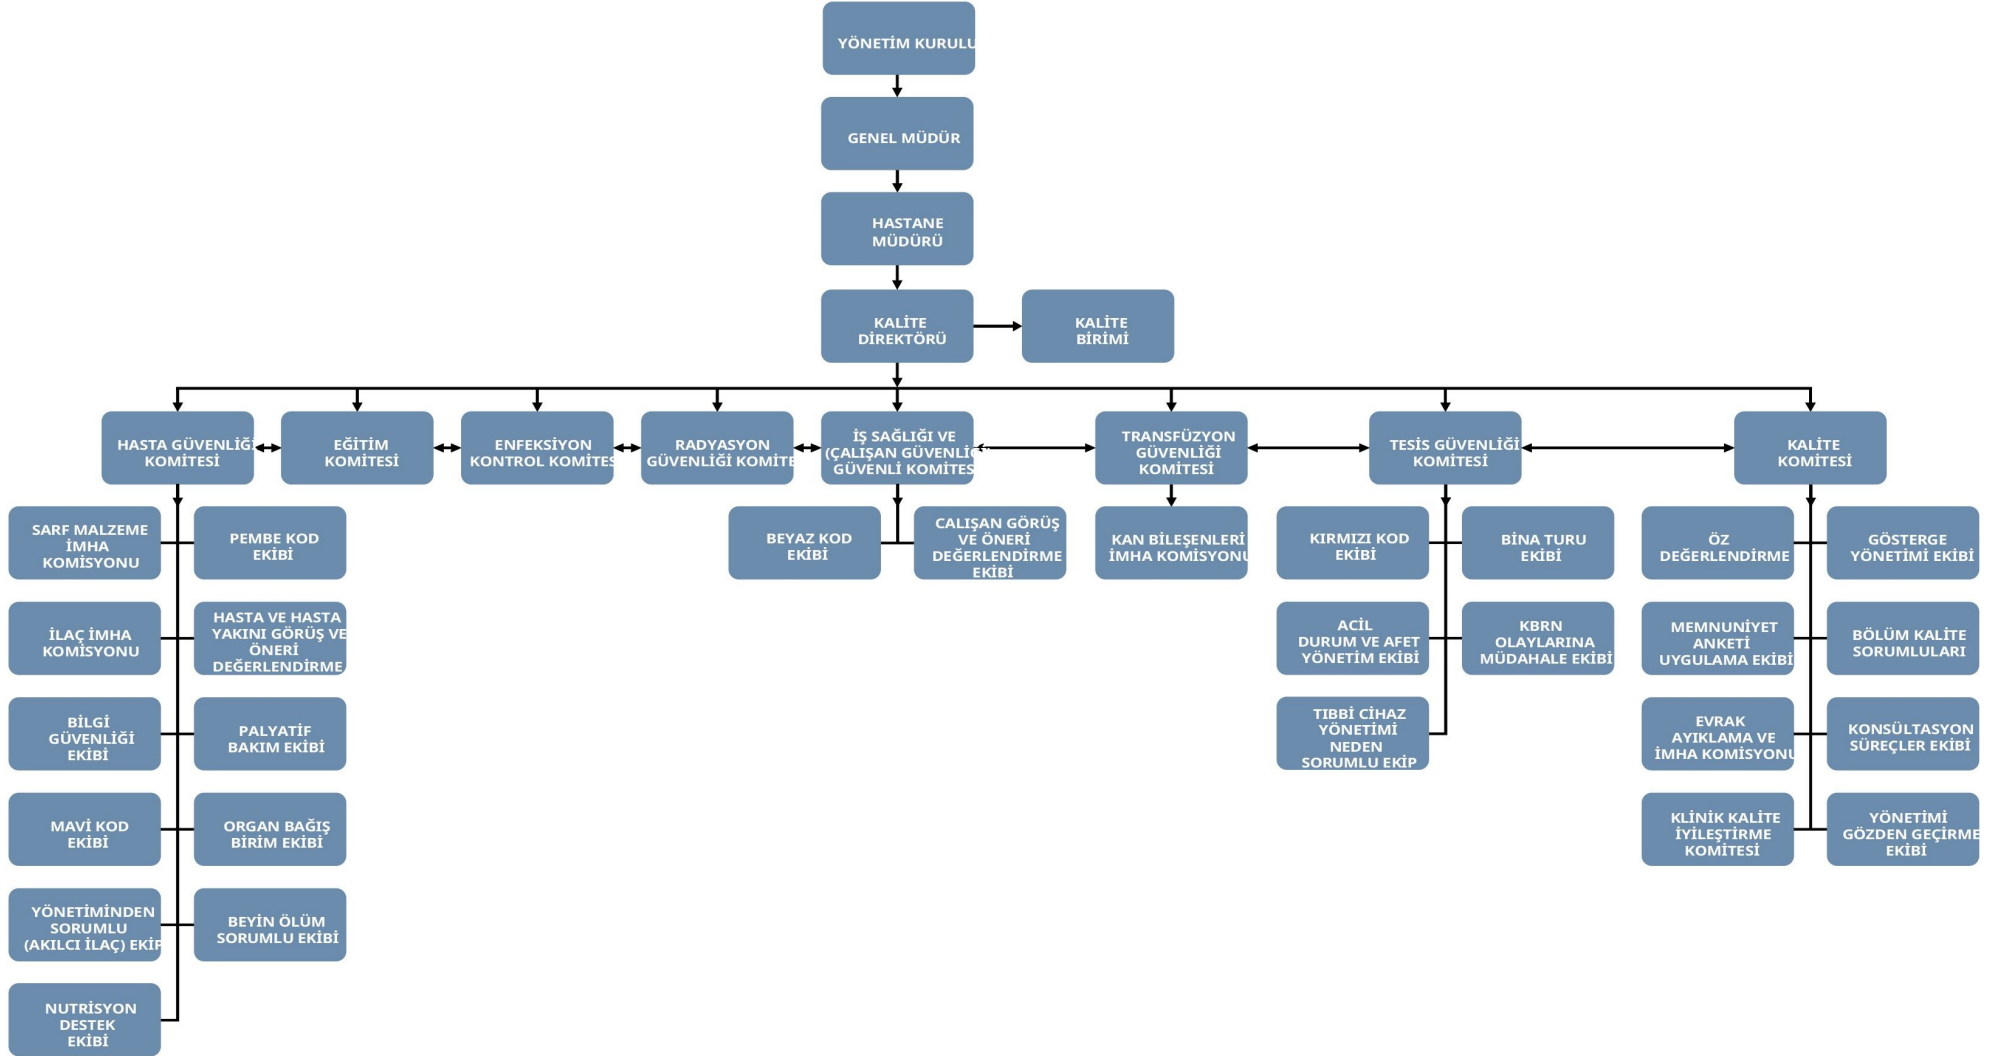 YÖNETİM KURULU
GENEL MÜDÜR
HASTANE
MÜDÜRÜ
KALİTE
DİREKTÖRÜ
KALİTE
BİRİMİ
HASTA GÜVENLİĞİ
KOMİTESİ
EĞİTİM
KOMİTESİ
ENFEKSİYON
KONTROL KOMİTES
RADYASYON
GÜVENLİĞİ KOMİTE
İŞ SAĞLIĞI VE
(ÇALIŞAN GÜVENLİĞ
GÜVENLİ KOMİTES
TRANSFÜZYON
GÜVENLİĞİ
KOMİTESİ
TESİS GÜVENLİĞİ
KOMİTESİ
KALİTE
KOMİTESİ
SARF MALZEME
İMHA
KOMİSYONU
PEMBE KOD
EKİBİ
BEYAZ KOD
EKİBİ
CALIŞAN GÖRÜŞ
VE ÖNERİ
DEĞERLENDİRME
EKİBİ
KAN BİLEŞENLERİ
İMHA KOMİSYONU
KIRMIZI KOD
EKİBİ
BİNA TURU
EKİBİ
ÖZ
DEĞERLENDİRME
GÖSTERGE
YÖNETİMİ EKİBİ
İLAÇ İMHA
KOMİSYONU
HASTA VE HASTA
YAKINI GÖRÜŞ VE
ÖNERİ
DEĞERLENDİRME
ACİL
DURUM VE AFET
YÖNETİM EKİBİ
KBRN
OLAYLARINA
MÜDAHALE EKİBİ
MEMNUNİYET
ANKETİ
UYGULAMA EKİBİ
BÖLÜM KALİTE
SORUMLULARI
BİLGİ
GÜVENLİĞİ
EKİBİ
PALYATİF
BAKIM EKİBİ
TIBBİ CİHAZ
YÖNETİMİ
NEDEN
SORUMLU EKİP
EVRAK
AYIKLAMA VE
İMHA KOMİSYONU
KONSÜLTASYON
SÜREÇLER EKİBİ
MAVİ KOD
EKİBİ
ORGAN BAĞIŞ
BİRİM EKİBİ
KLİNİK KALİTE
İYİLEŞTİRME
KOMİTESİ
YÖNETİMİ
GÖZDEN GEÇİRME
EKİBİ
YÖNETİMİNDEN
SORUMLU
(AKILCI İLAÇ) EKİP
BEYİN ÖLÜM
SORUMLU EKİBİ
NUTRİSYON
DESTEK
EKİBİ